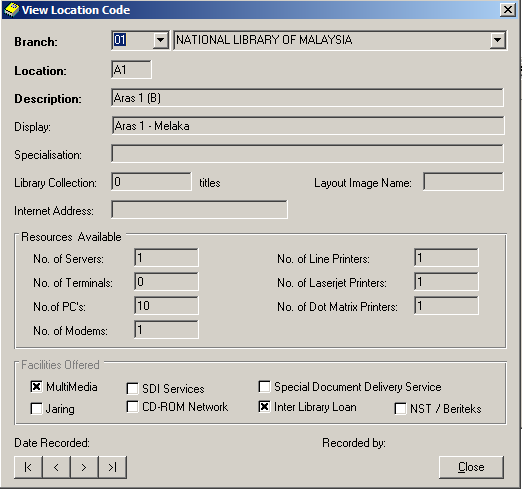 View Location Code
Branch: 01 NATIONAL LIBRARY OF MALAYSIA
Location: A1
Description: Aras 1 (B)
Display: Aras 1 - Melaka
Specialisation:
Library Collection: 0 titles Layout Image Name:
Internet Address:
Resources Available
No. of Servers: 1 No. of Line Printers: 1
No. of Terminals: 0 No. of Laserjet Printers: 1
No.of PC's: 10 No. of Dot Matrix Printers: 1
No. of Modems: 1
Facilities Offered
MultiMedia SDI Services Special Document Delivery Service
Jaring CD-ROM Network Inter Library Loan NST / Beriteks
Date Recorded: Recorded by:
|< < > >| Close